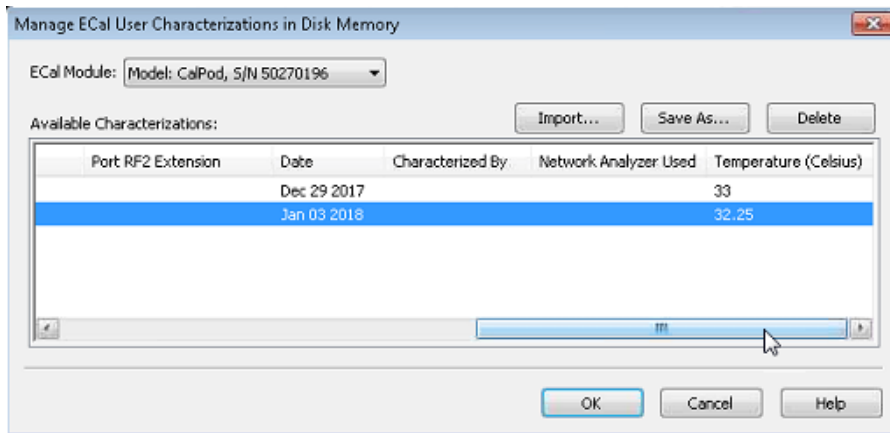 Manage ECal User Characterizations in Disk Memory
ECal Module: Model: CalPod, S/N 50270196
Available Characterizations: Import... Save As... Delete
Port RF2 Extension Date Characterized By Network Analyzer Used Temperature (Celsius)
Dec 29 2017 33
Jan 03 2018 32.25
OK Cancel Help